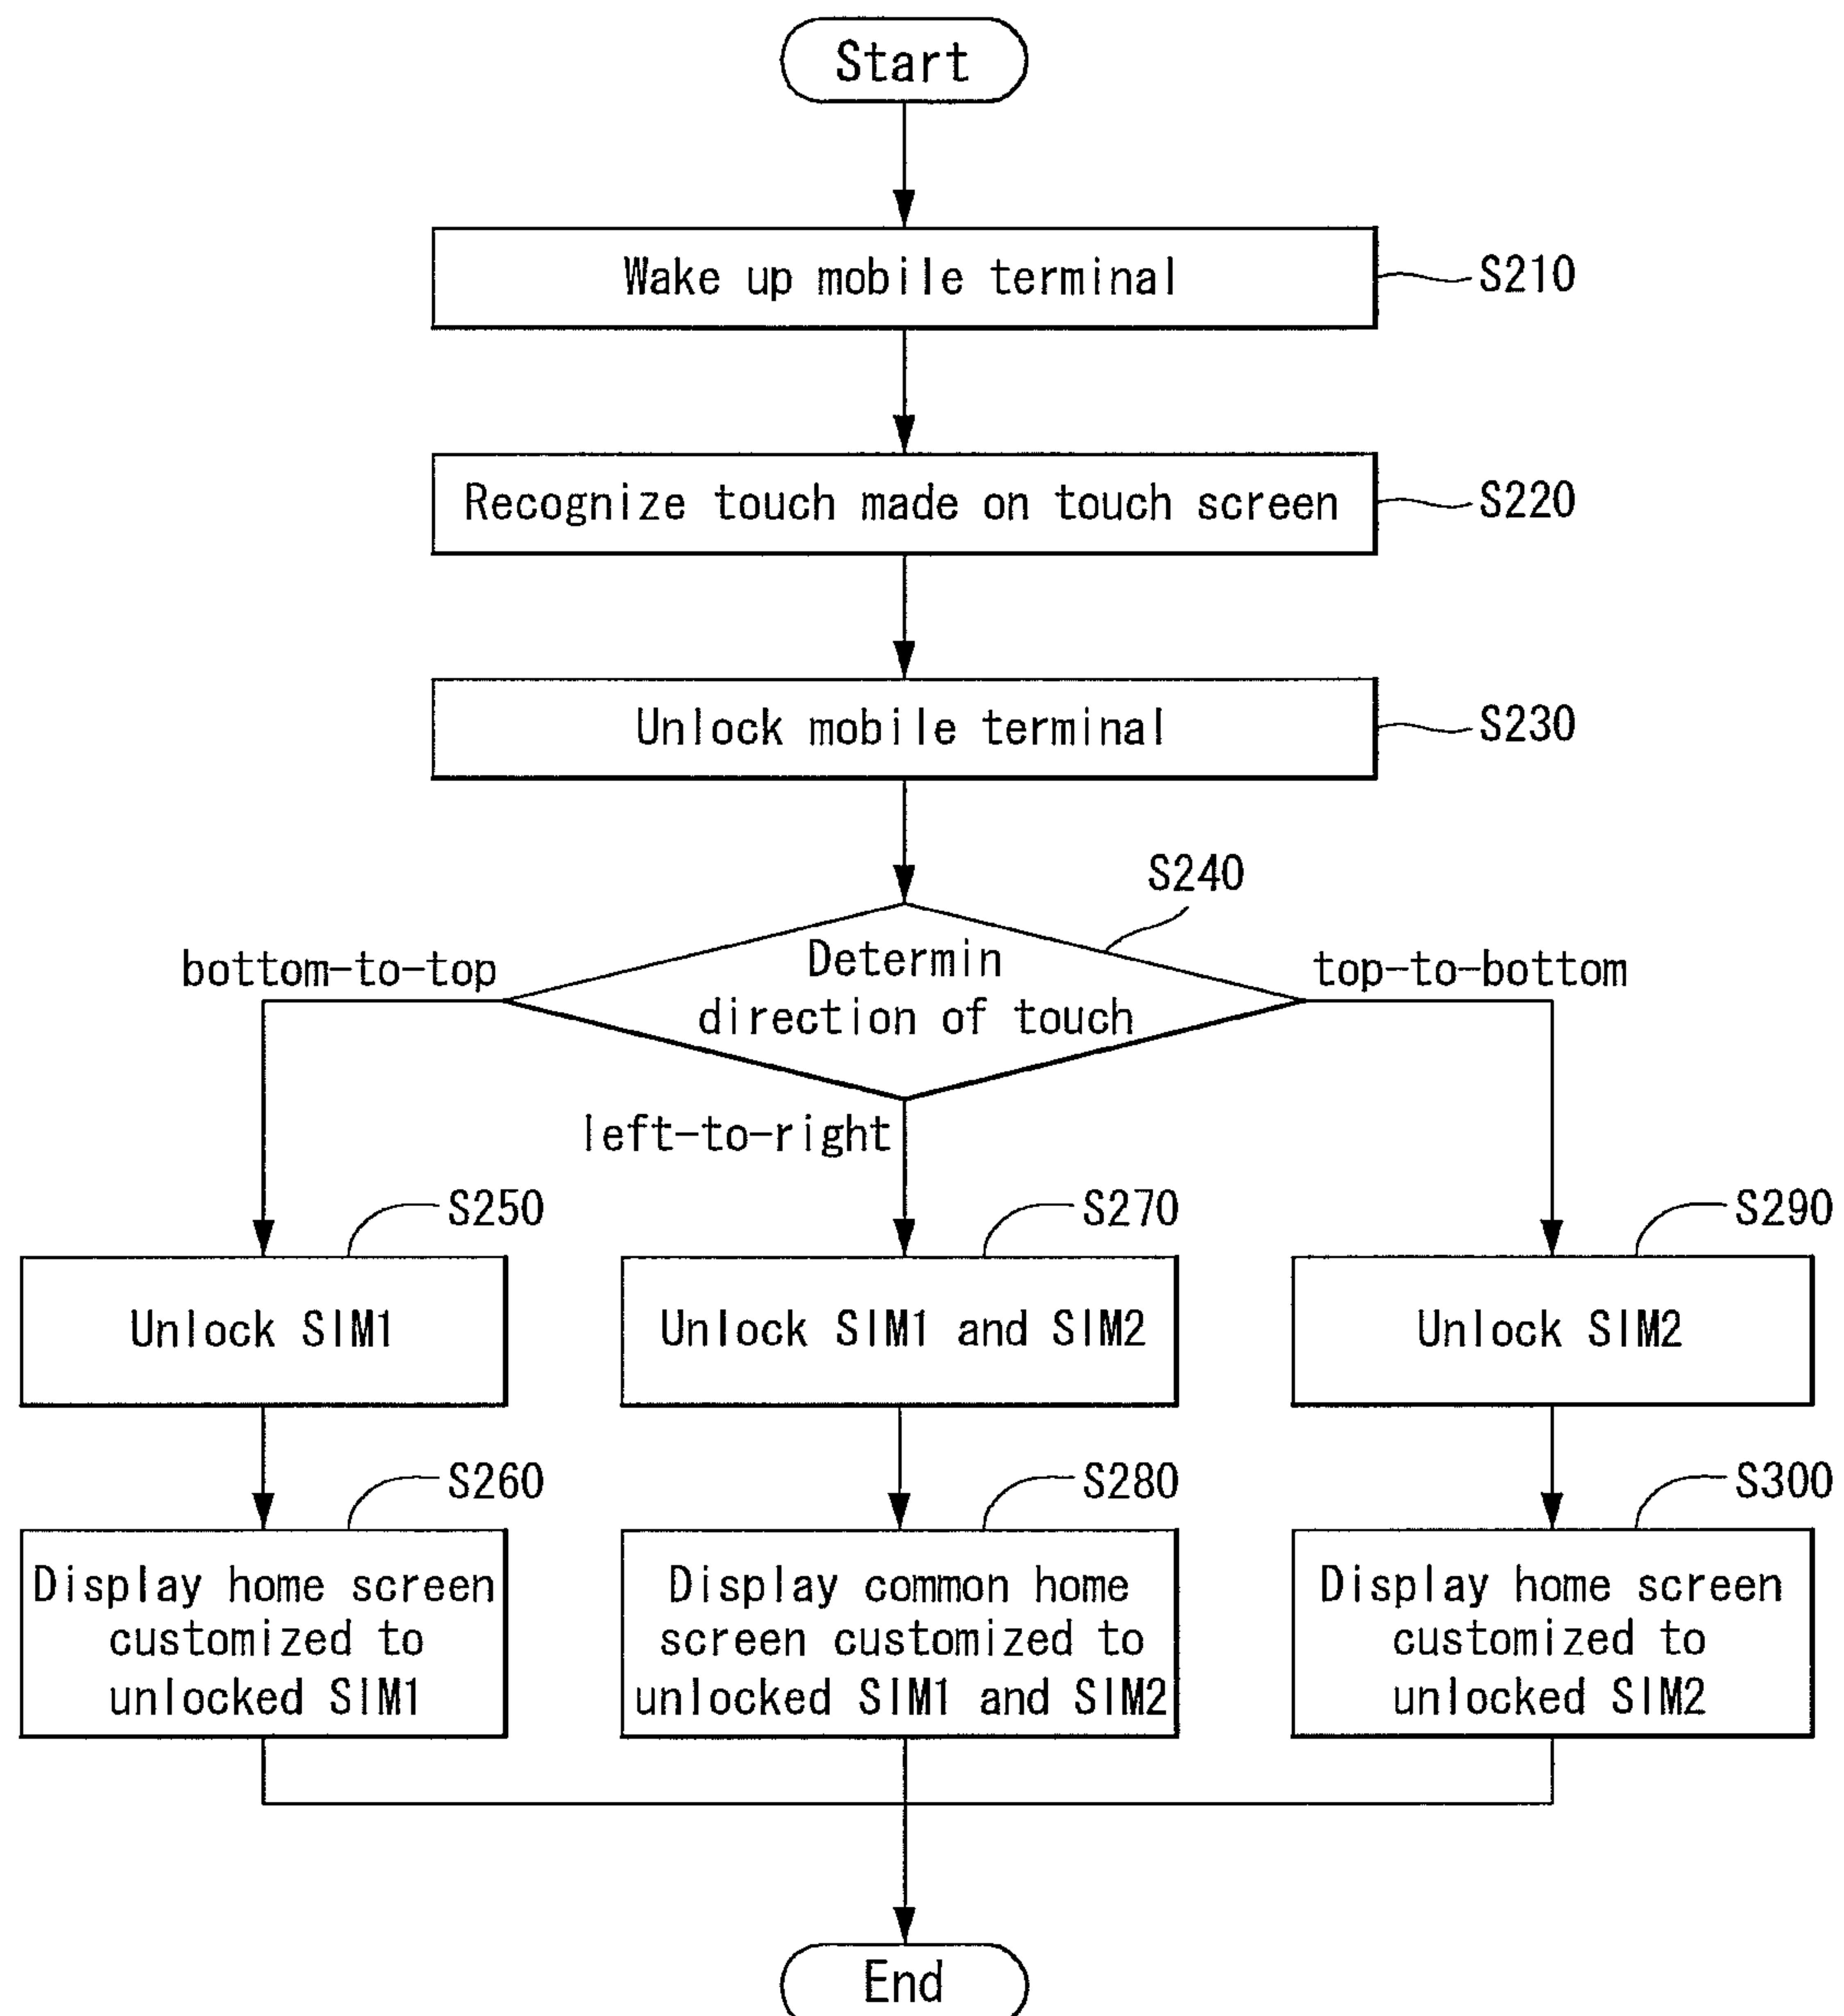 Start
Wake up mobile terminal
S210
Recognize touch made on touch screen
S220
Unlock mobile terminal
S230
S240
Determin
direction of touch
bottom-to-top
top-to-bottom
left-to-right
S250
S270
S290
Unlock SIM1
Unlock SIM1 and SIM2
Unlock SIM2
S260
S280
S300
Display home screen
customized to
unlocked SIM1
Display common home
screen customized to
unlocked SIM1 and SIM2
Display home screen
customized to
unlocked SIM2
End